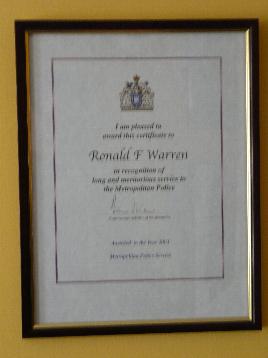 I am pleased to
award this certificate to
Ronald F Warren
in recognition of
long and meritorious service to
the Metropolitan Police
Awarded in the Year
Metropolitan Police Service